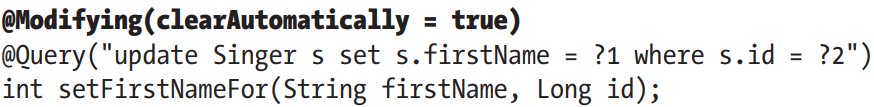 @Modifying(clearAutomatically = true)
@Query("update Singer s set s.firstName = ?1 where s.id = ?2")
int setFirstNameFor(String firstName, Long id);